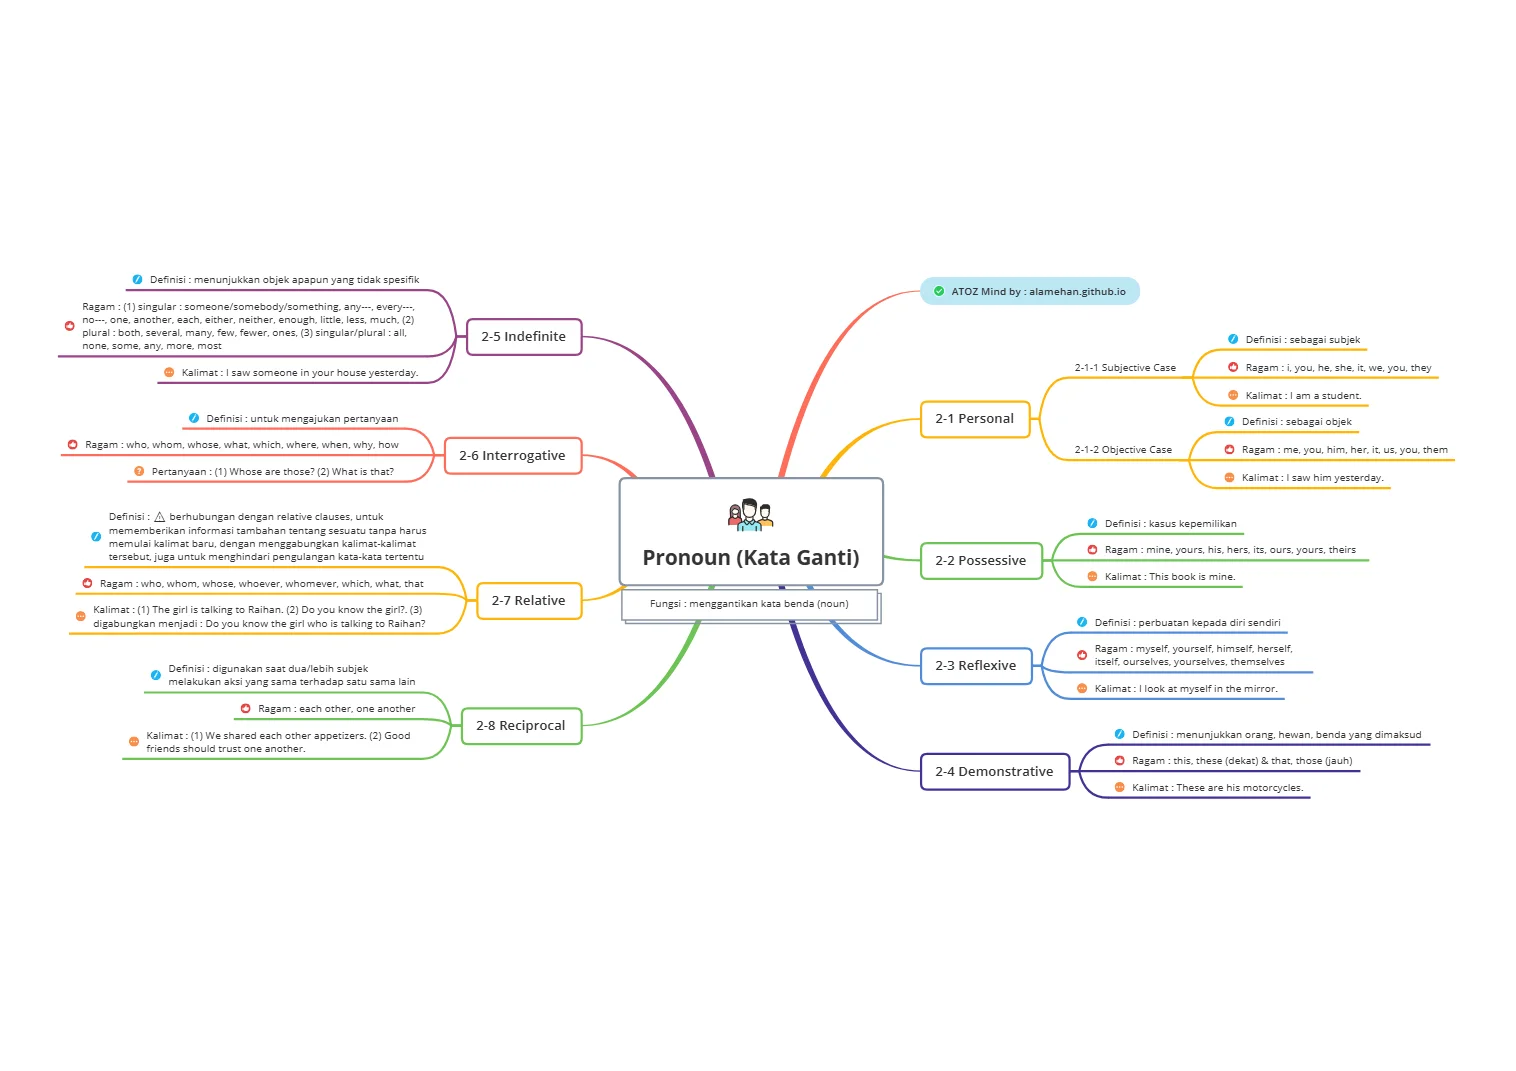 Pronoun (Kata Ganti)
Fungsi : menggantikan kata benda (noun)
ATOZ Mind by : alamehan.github.io
2-1 Personal
2-1-1 Subjective Case
Definisi : sebagai subjek
Ragam : i, you, he, she, it, we, you, they
Kalimat : I am a student.
2-1-2 Objective Case
Definisi : sebagai objek
Ragam : me, you, him, her, it, us, you, them
Kalimat : I saw him yesterday.
2-2 Possessive
Definisi : kasus kepemilikan
Ragam : mine, yours, his, hers, its, ours, yours, theirs
Kalimat : This book is mine.
2-3 Reflexive
Definisi : perbuatan kepada diri sendiri
Ragam : myself, yourself, himself, herself,
itself, ourselves, yourselves, themselves
Kalimat : I look at myself in the mirror.
2-4 Demonstrative
Definisi : menunjukkan orang, hewan, benda yang dimaksud
Ragam : this, these (dekat) & that, those (jauh)
Kalimat : These are his motorcycles.
2-5 Indefinite
Definisi : menunjukkan objek apapun yang tidak spesifik
Ragam : (1) singular : someone/somebody/something, any---, every---,
no---, one, another, each, either, neither, enough, little, less, much, (2)
plural : both, several, many, few, fewer, ones, (3) singular/plural : all,
none, some, any, more, most
Kalimat : I saw someone in your house yesterday.
2-6 Interrogative
Definisi : untuk mengajukan pertanyaan
Ragam : who, whom, whose, what, which, where, when, why, how
Pertanyaan : (1) Whose are those? (2) What is that?
2-7 Relative
Definisi : ⚠ berhubungan dengan relative clauses, untuk
mememberikan informasi tambahan tentang sesuatu tanpa harus
memulai kalimat baru, dengan menggabungkan kalimat-kalimat
tersebut, juga untuk menghindari pengulangan kata-kata tertentu
Ragam : who, whom, whose, whoever, whomever, which, what, that
Kalimat : (1) The girl is talking to Raihan. (2) Do you know the girl?. (3)
digabungkan menjadi : Do you know the girl who is talking to Raihan?
2-8 Reciprocal
Definisi : digunakan saat dua/lebih subjek
melakukan aksi yang sama terhadap satu sama lain
Ragam : each other, one another
Kalimat : (1) We shared each other appetizers. (2) Good
friends should trust one another.